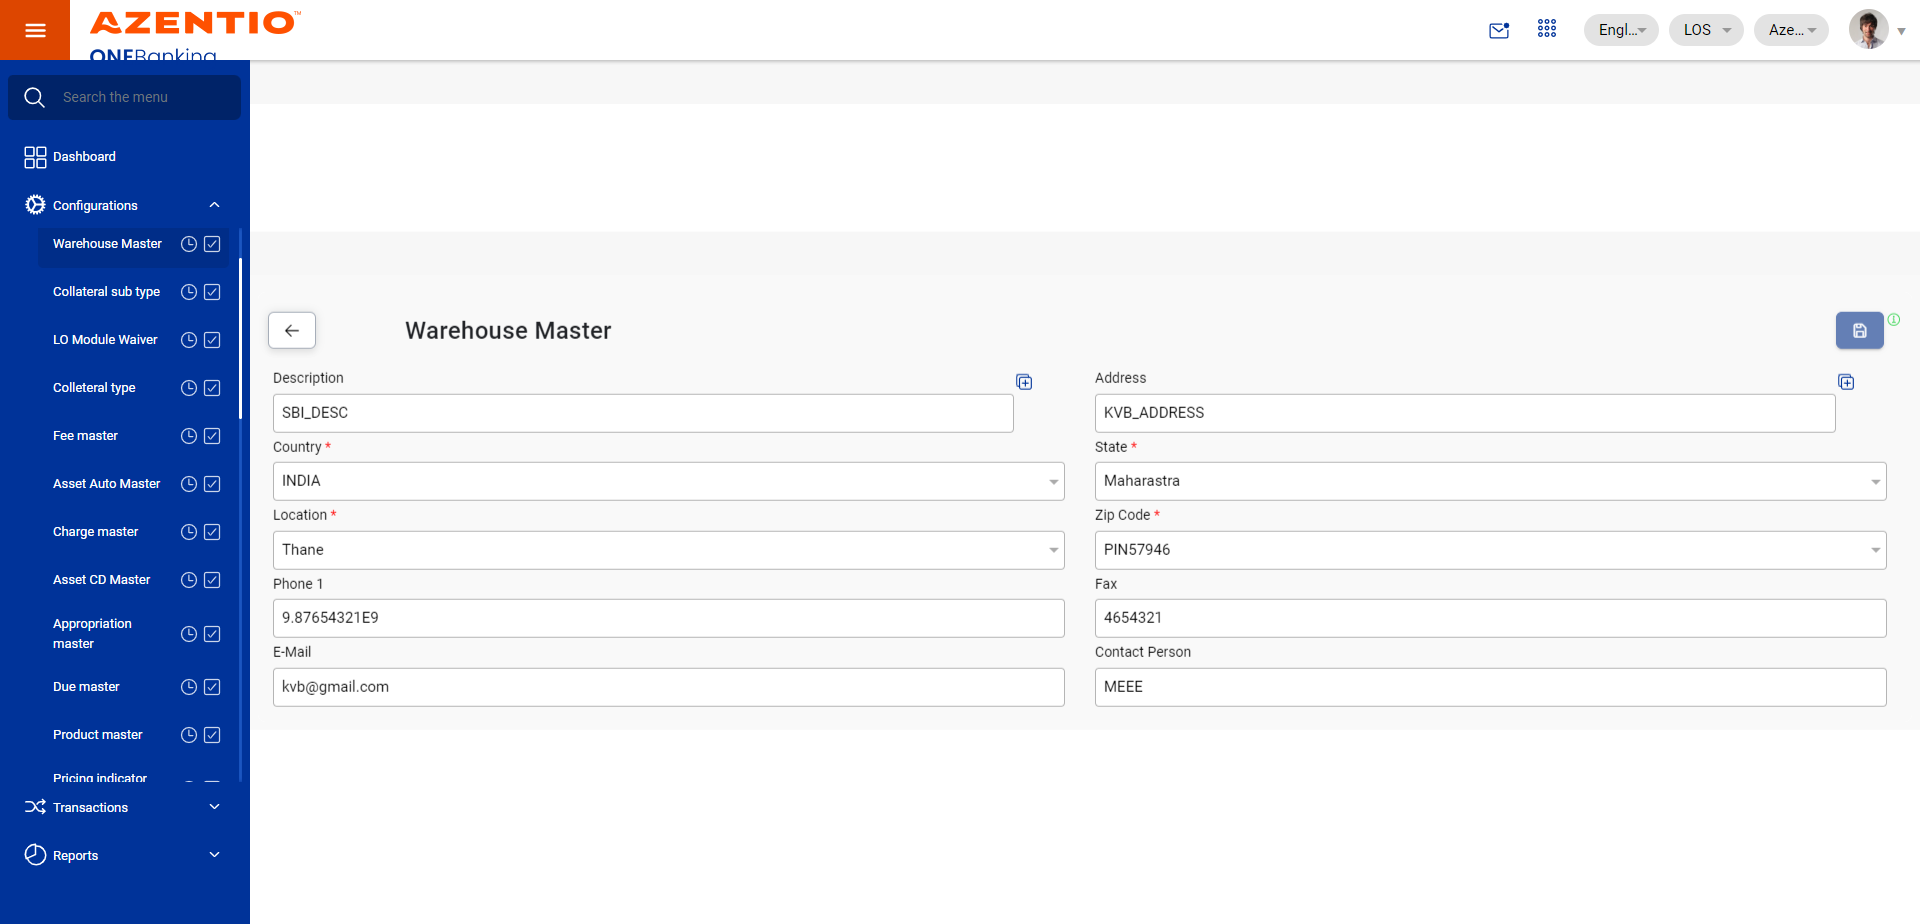 AZENTIO™
ONEBanking
Engl...
LOS
Aze...
Search the menu
Dashboard
Configurations
Warehouse Master
Collateral sub type
LO Module Waiver
Colleteral type
Fee master
Asset Auto Master
Charge master
Asset CD Master
Appropriation
master
Due master
Product master
Pricing indicator
Transactions
Reports
Warehouse Master
Description
SBI_DESC
Address
KVB_ADDRESS
Country *
INDIA
State *
Maharastra
Location *
Thane
Zip Code *
PIN57946
Phone 1
9.87654321E9
Fax
4654321
E-Mail
kvb@gmail.com
Contact Person
MEEE